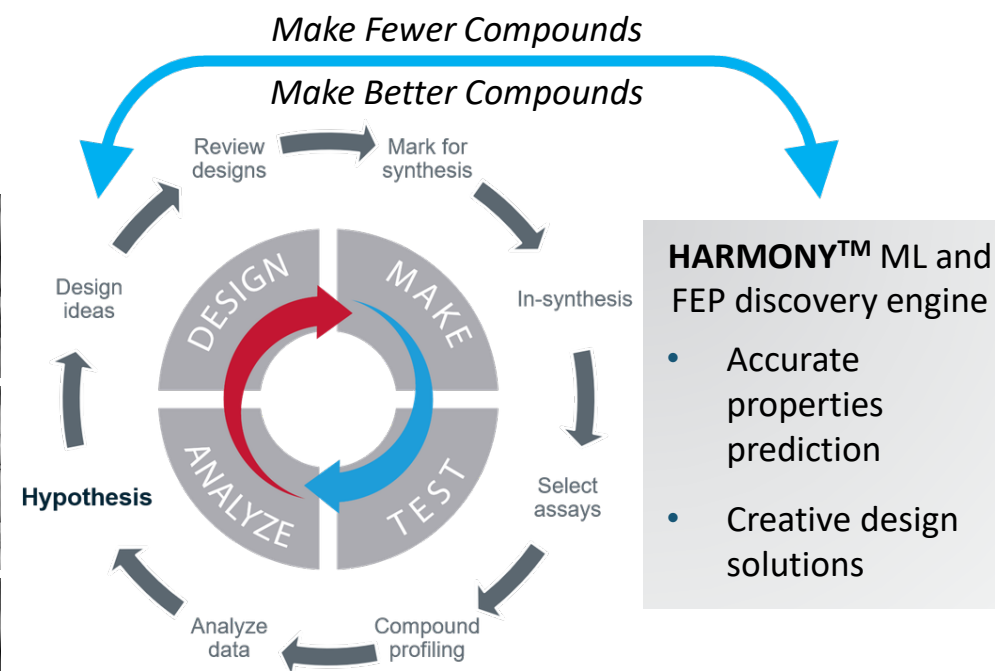 Make Fewer Compounds
Make Better Compounds
Review
designs
Mark for
synthesis
Design
ideas
In-synthesis
DESIGN
MAKE
ANALYZE
TEST
Hypothesis
Select
assays
Analyze
data
Compound
profiling
HARMONY™ ML and
FEP discovery engine
• Accurate
properties
prediction
• Creative design
solutions